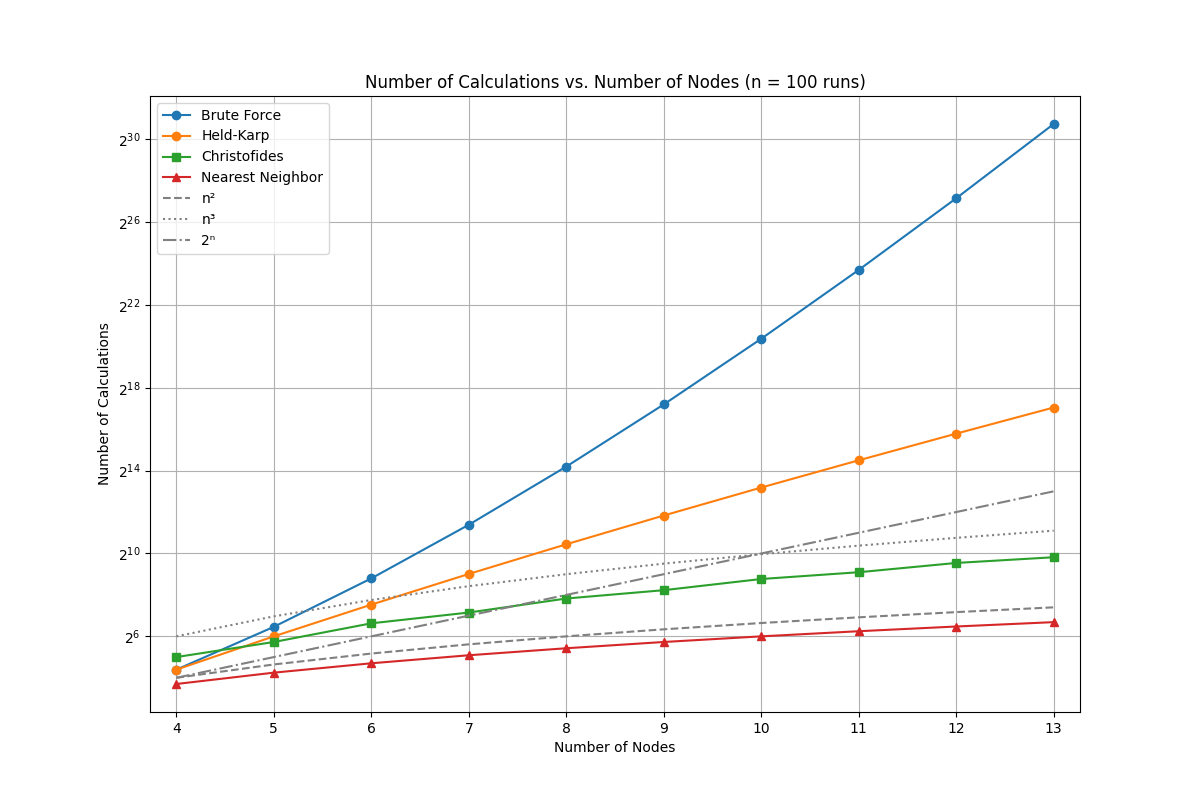 Number of Calculations vs. Number of Nodes (n = 100 runs)
Brute Force
Held-Karp
Christofides
Nearest Neighbor
n²
n³
2ⁿ
Number of Calculations
2³⁰
2²⁶
2²²
2¹⁸
2¹⁴
2¹⁰
2⁶
4 5 6 7 8 9 10 11 12 13
Number of Nodes